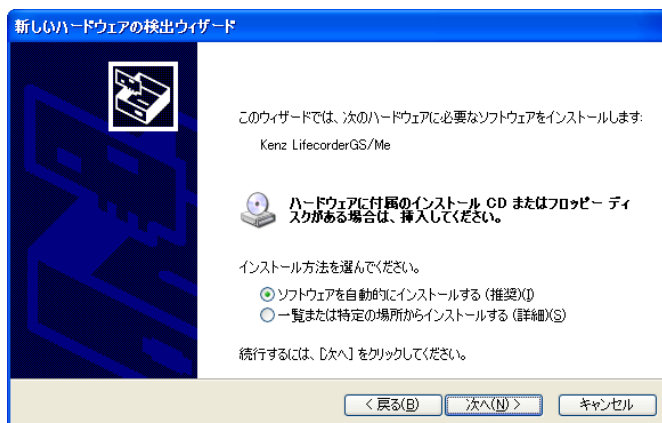 新しいハードウェアの検出ウィザード
このウィザードでは、次のハードウェアに必要なソフトウェアをインストールします:
Kenz LifecorderGS/Me
ハードウェアに付属のインストール CD またはフロッピー ディ
スクがある場合は、挿入してください。
インストール方法を選んでください。
ソフトウェアを自動的にインストールする (推奨)(I)
一覧または特定の場所からインストールする (詳細)(S)
続行するには、[次へ] をクリックしてください。
< 戻る(B) 次へ(N) > キャンセル